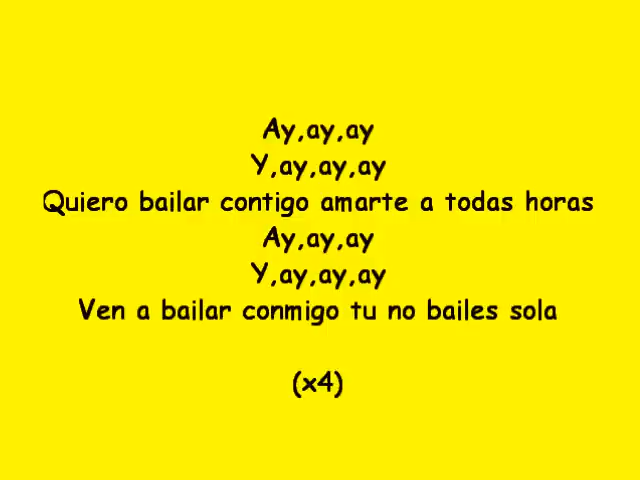 Ay,ay,ay
Y,ay,ay,ay
Quiero bailar contigo amarte a todas horas
Ay,ay,ay
Y,ay,ay,ay
Ven a bailar conmigo tu no bailes sola
(x4)